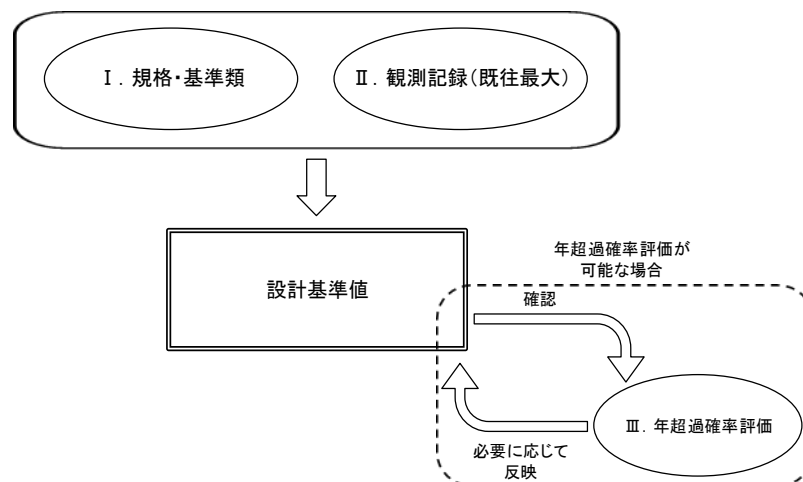 Ⅰ．規格・基準類
Ⅱ．観測記録（既往最大）
設計基準値
年超過確率評価が
可能な場合
確認
Ⅲ．年超過確率評価
必要に応じて
反映